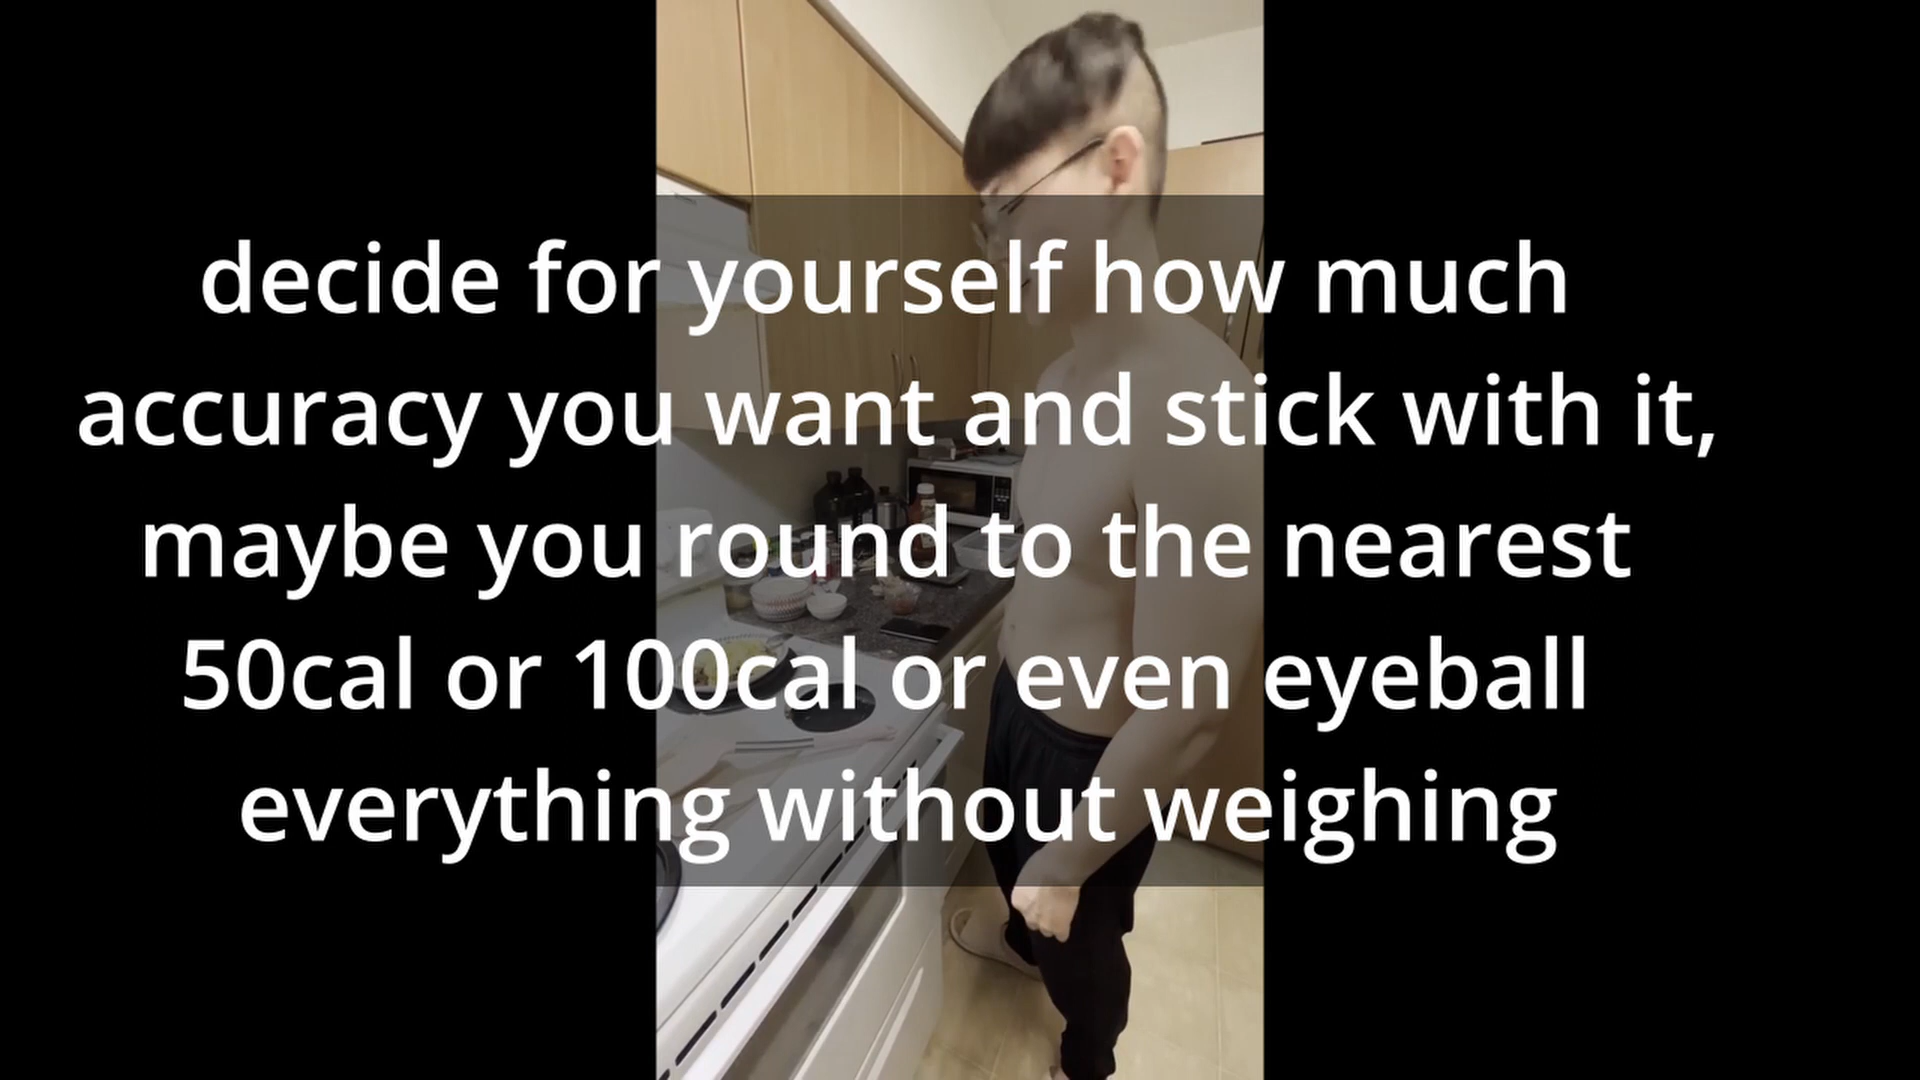 decide for yourself how much
accuracy you want and stick with it,
maybe you round to the nearest
50cal or 100cal or even eyeball
everything without weighing